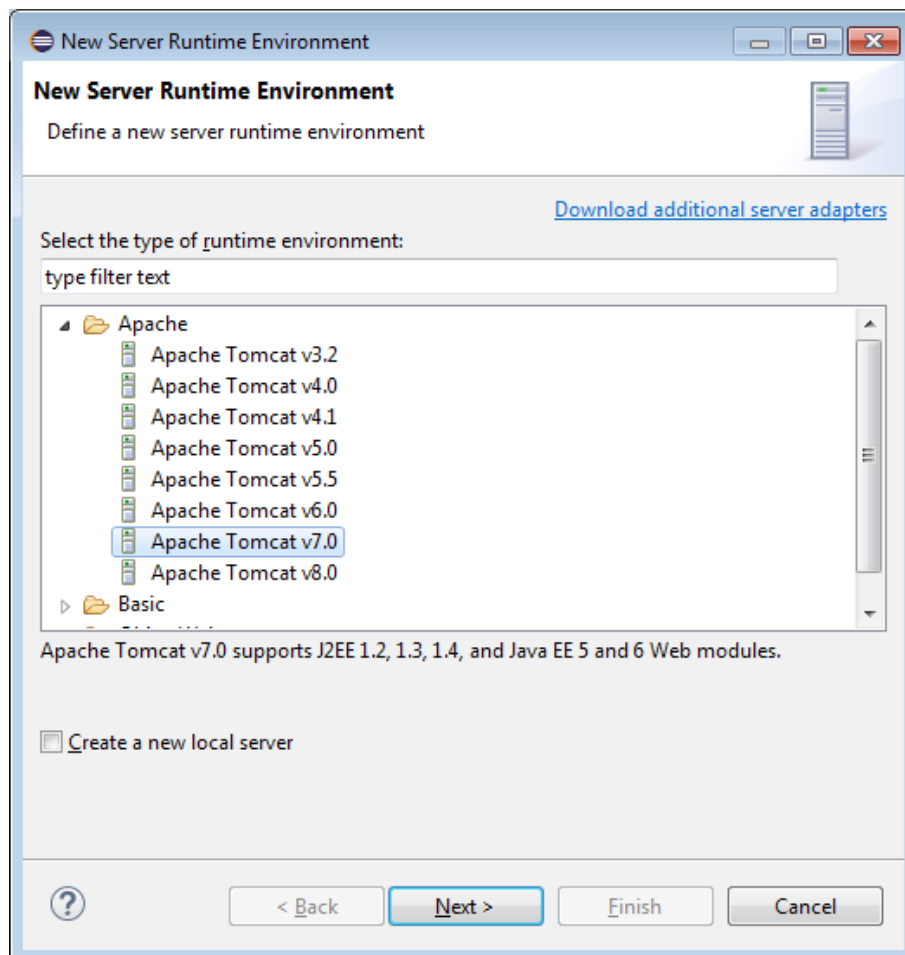 New Server Runtime Environment
New Server Runtime Environment
Define a new server runtime environment
Download additional server adapters
Select the type of runtime environment:
type filter text
Apache
Apache Tomcat v3.2
Apache Tomcat v4.0
Apache Tomcat v4.1
Apache Tomcat v5.0
Apache Tomcat v5.5
Apache Tomcat v6.0
Apache Tomcat v7.0
Apache Tomcat v8.0
Basic
Apache Tomcat v7.0 supports J2EE 1.2, 1.3, 1.4, and Java EE 5 and 6 Web modules.
Create a new local server
< Back Next > Finish Cancel